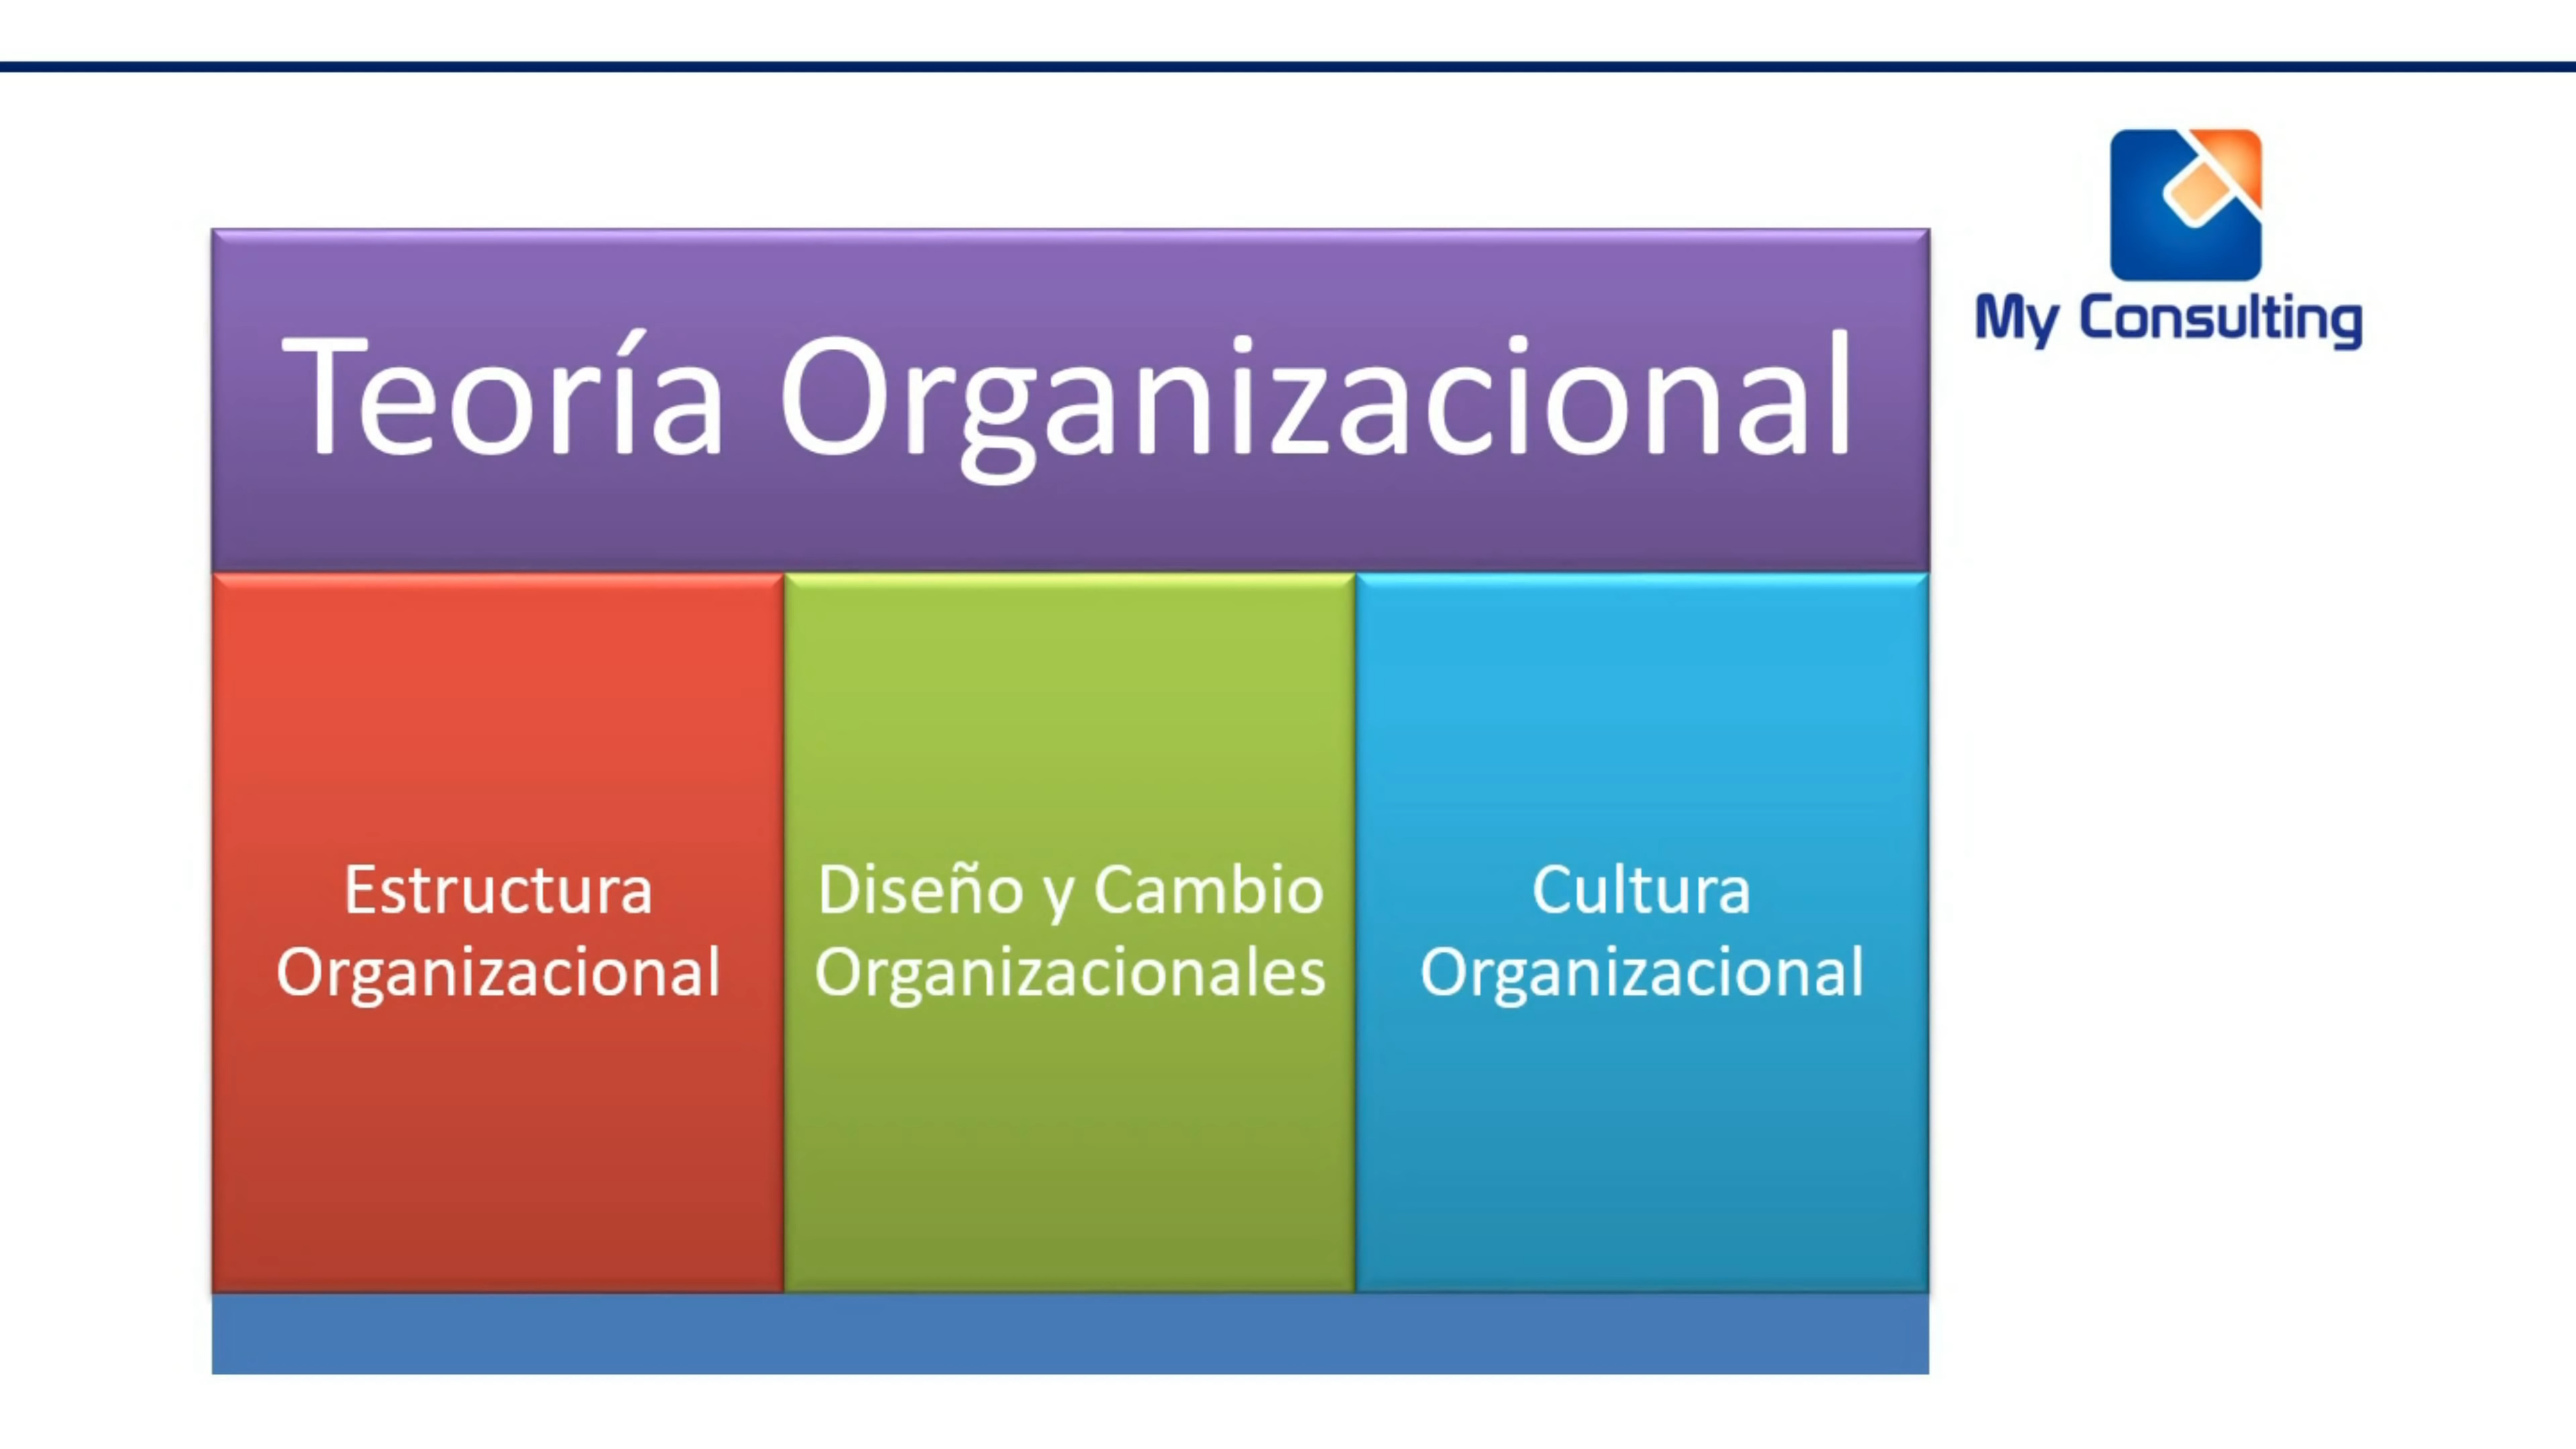 My Consulting
Teoría Organizacional
Estructura
Organizacional
Diseño y Cambio
Organizacionales
Cultura
Organizacional